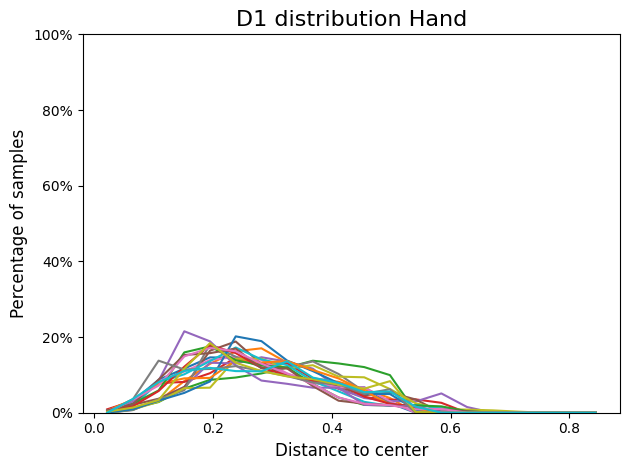 D1 distribution Hand
Percentage of samples
100%
80%
60%
40%
20%
0%
0.0 0.2 0.4 0.6 0.8
Distance to center